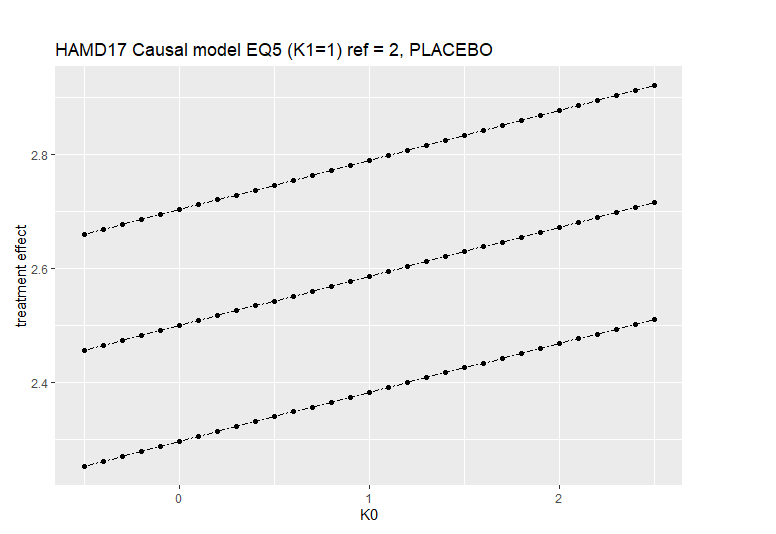 HAMD17 Causal model EQ5 (K1=1) ref = 2, PLACEBO
2.8
2.6
2.4
treatment effect
0 1 2
K0